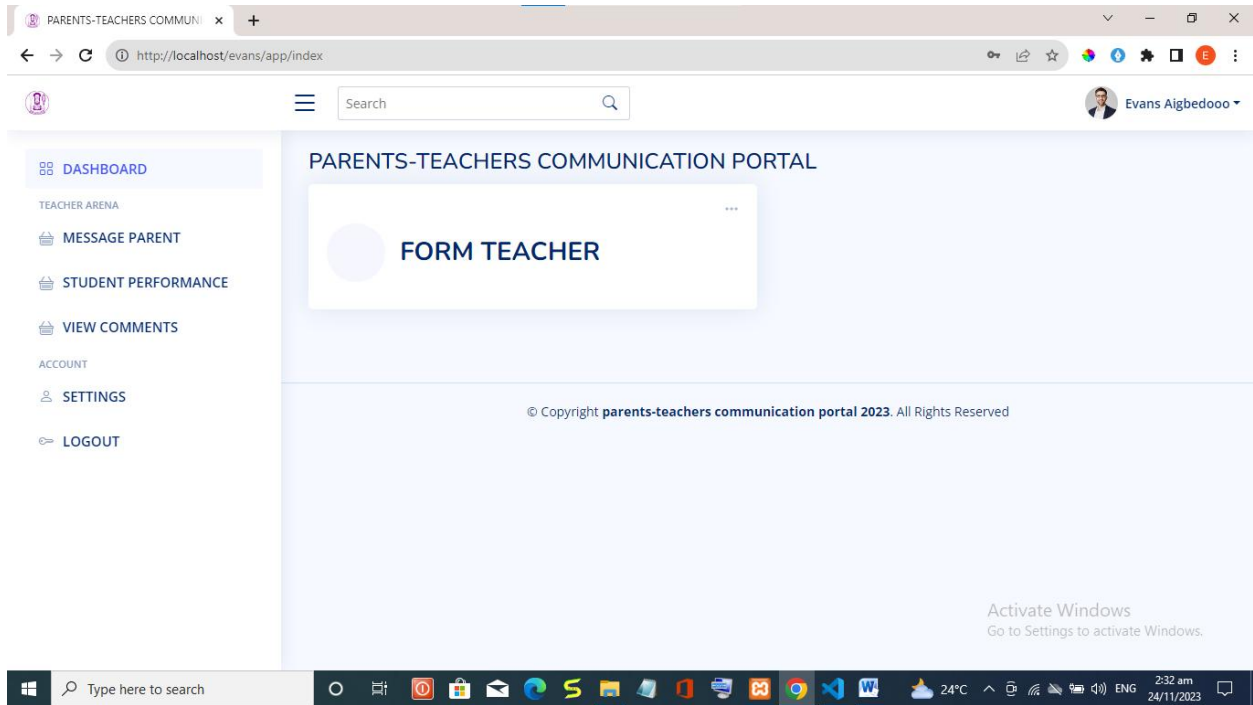 PARENTS-TEACHERS COMMUNI
http://localhost/evans/app/index
E
Search
Evans Aigbedooo
DASHBOARD
TEACHER ARENA
MESSAGE PARENT
STUDENT PERFORMANCE
VIEW COMMENTS
ACCOUNT
SETTINGS
LOGOUT
PARENTS-TEACHERS COMMUNICATION PORTAL
FORM TEACHER
© Copyright parents-teachers communication portal 2023. All Rights Reserved
Activate Windows
Go to Settings to activate Windows.
Type here to search
24°C
ENG
2:32 am
24/11/2023